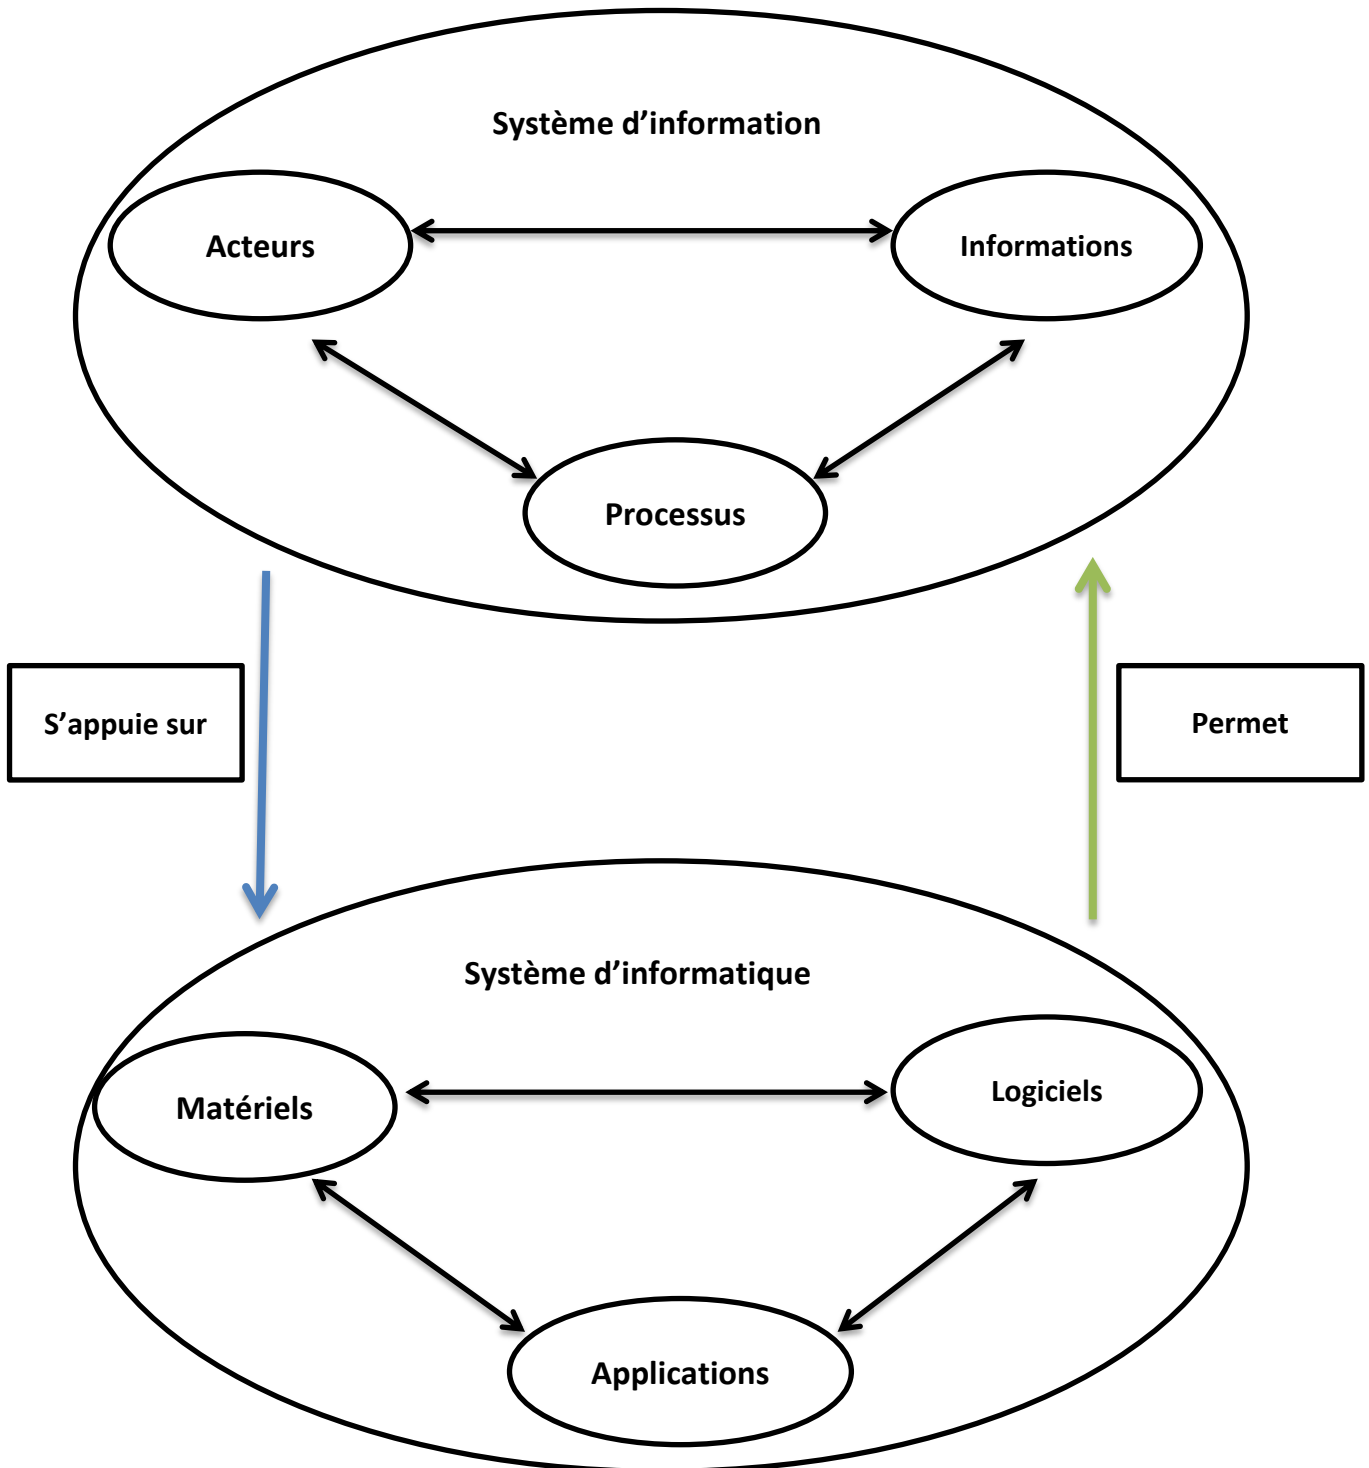 Système d’information
Acteurs
Informations
Processus
S’appuie sur
Permet
Système d’informatique
Matériels
Logiciels
Applications